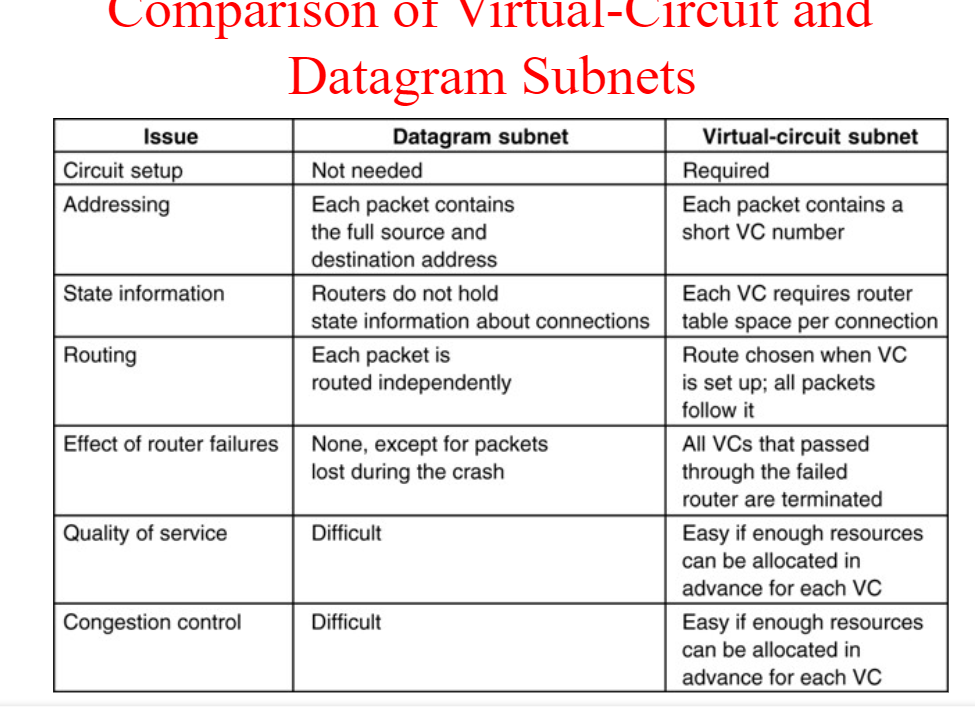 Comparison of Virtual-Circuit and
Datagram Subnets
Issue Datagram subnet Virtual-circuit subnet
Circuit setup Not needed Required
Addressing Each packet contains Each packet contains a
the full source and short VC number
destination address
State information Routers do not hold Each VC requires router
state information about connections table space per connection
Routing Each packet is Route chosen when VC
routed independently is set up; all packets
follow it
Effect of router failures None, except for packets All VCs that passed
lost during the crash through the failed
router are terminated
Quality of service Difficult Easy if enough resources
can be allocated in
advance for each VC
Congestion control Difficult Easy if enough resources
can be allocated in
advance for each VC